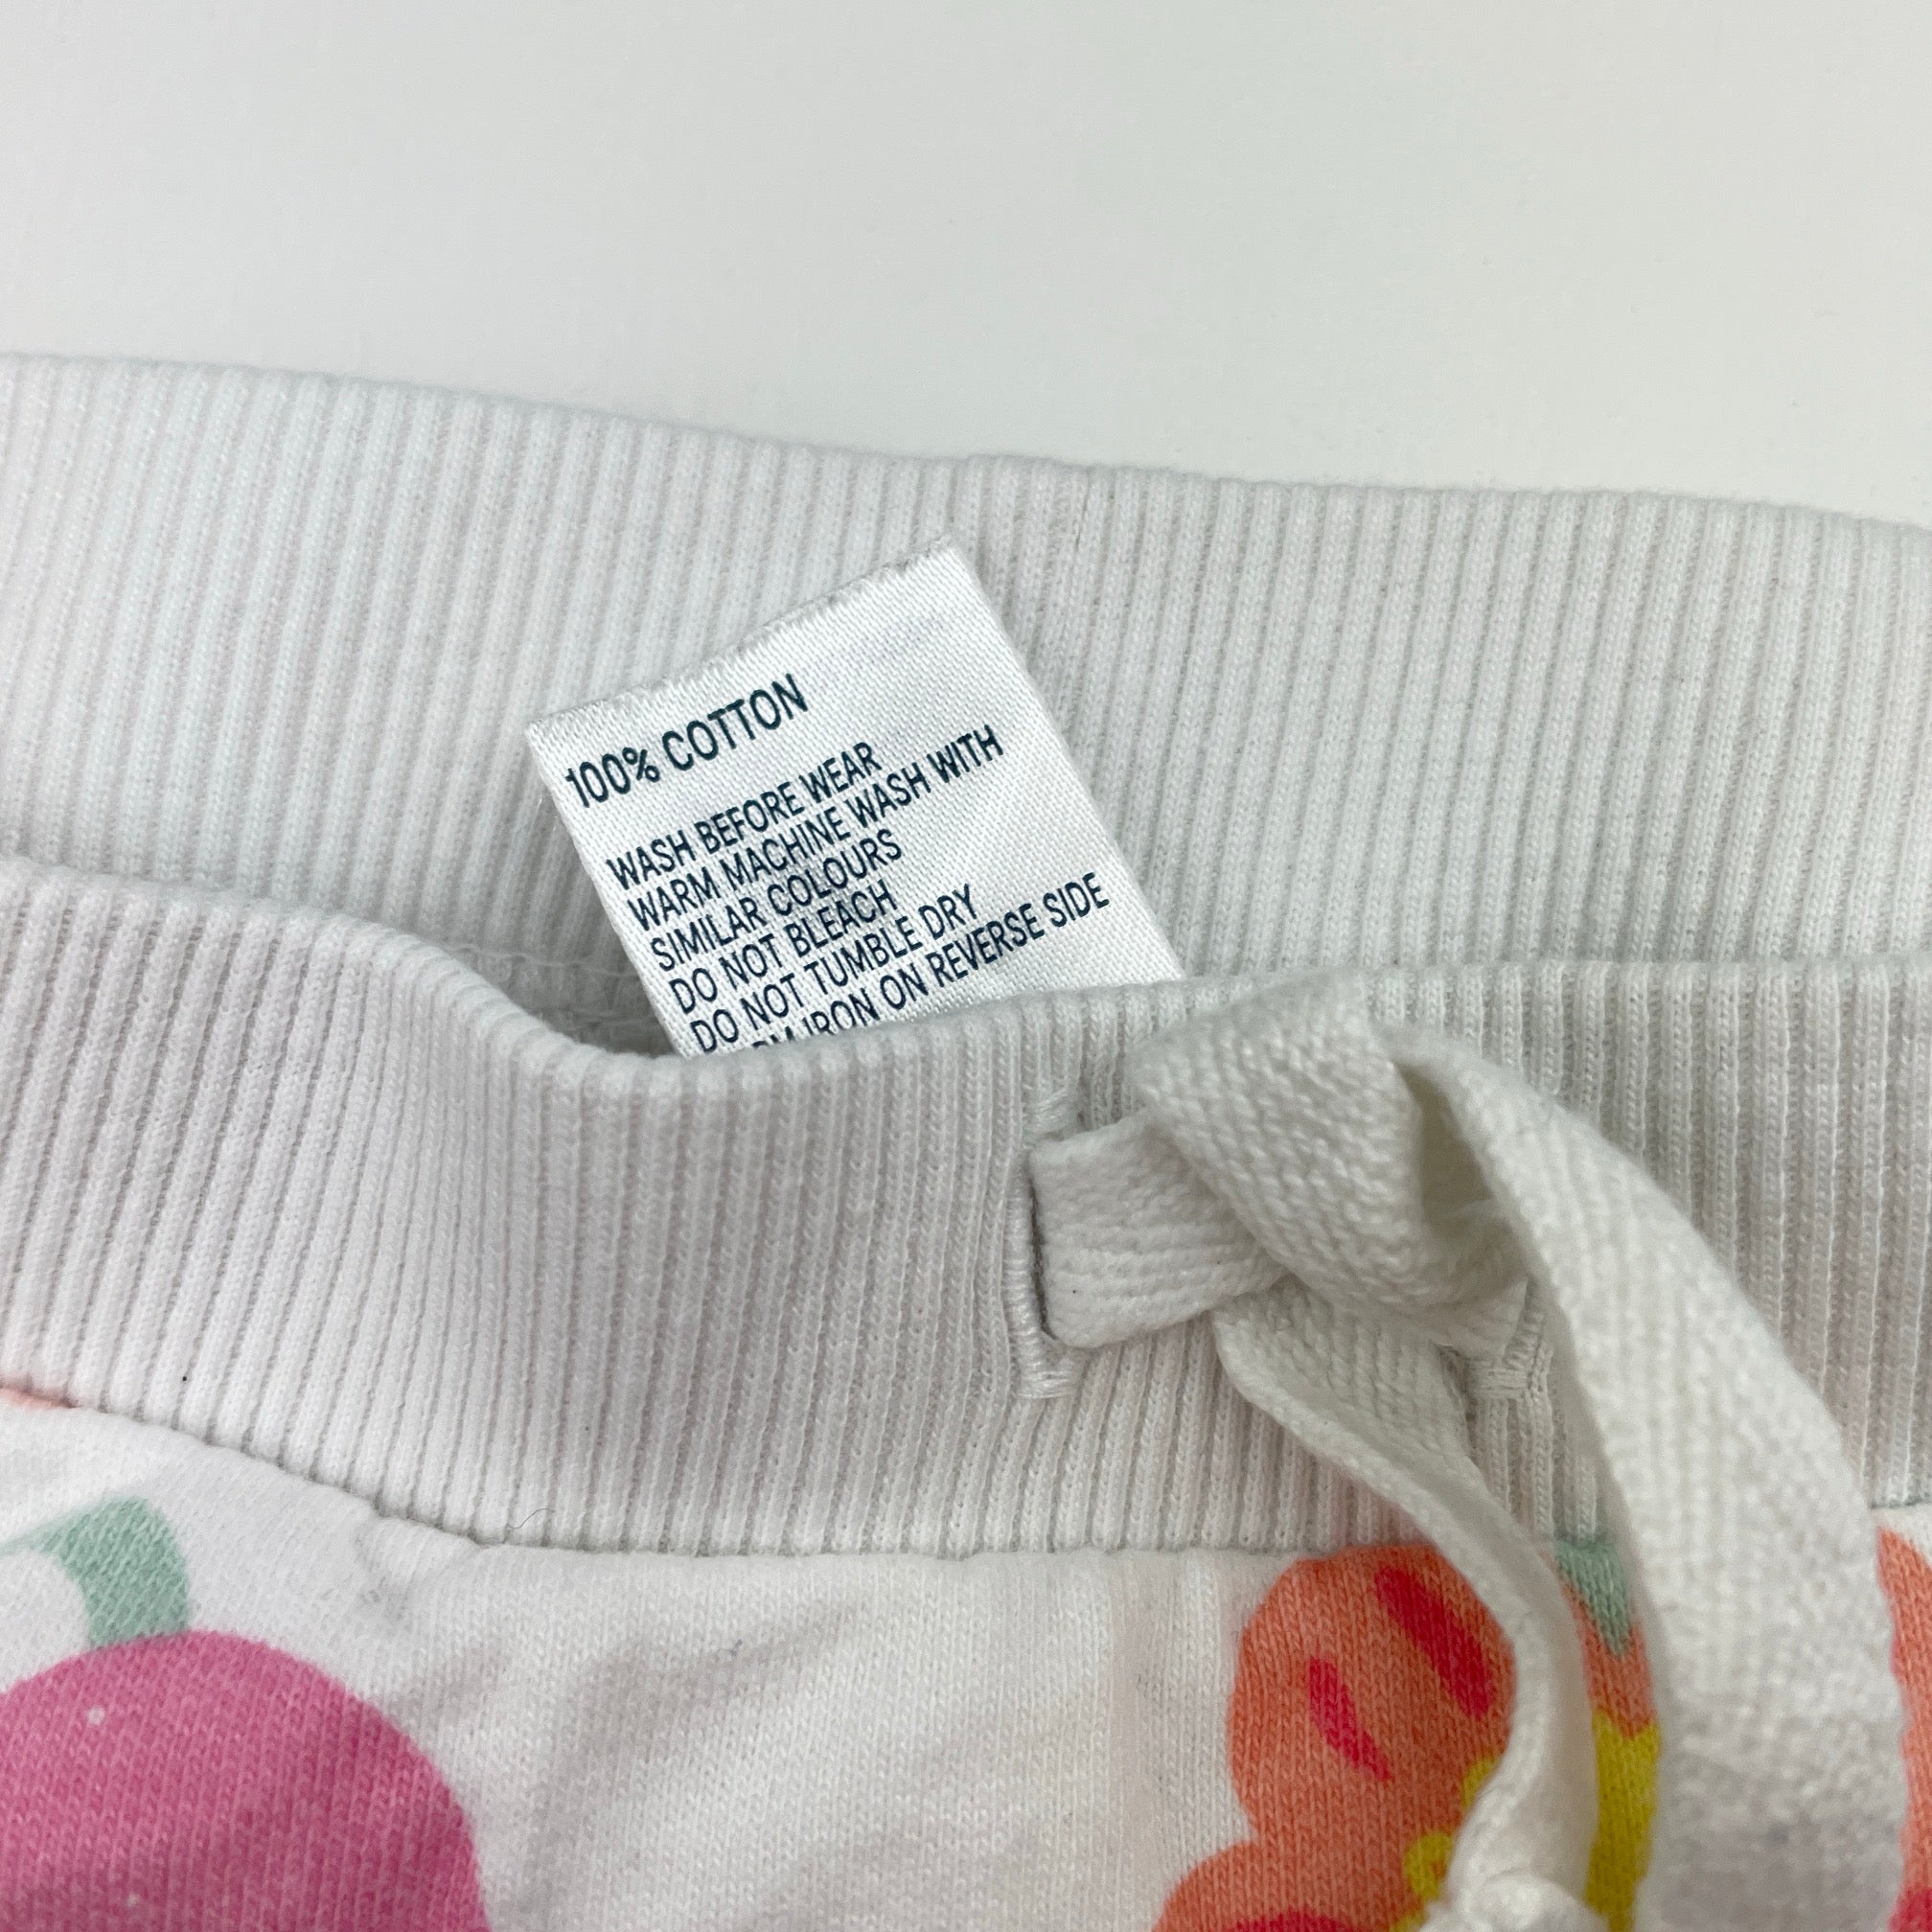 100% COTTON
WASH BEFORE WEAR
WARM MACHINE WASH WITH
SIMILAR COLOURS
DO NOT BLEACH
DO NOT TUMBLE DRY
IRON ON REVERSE SIDE